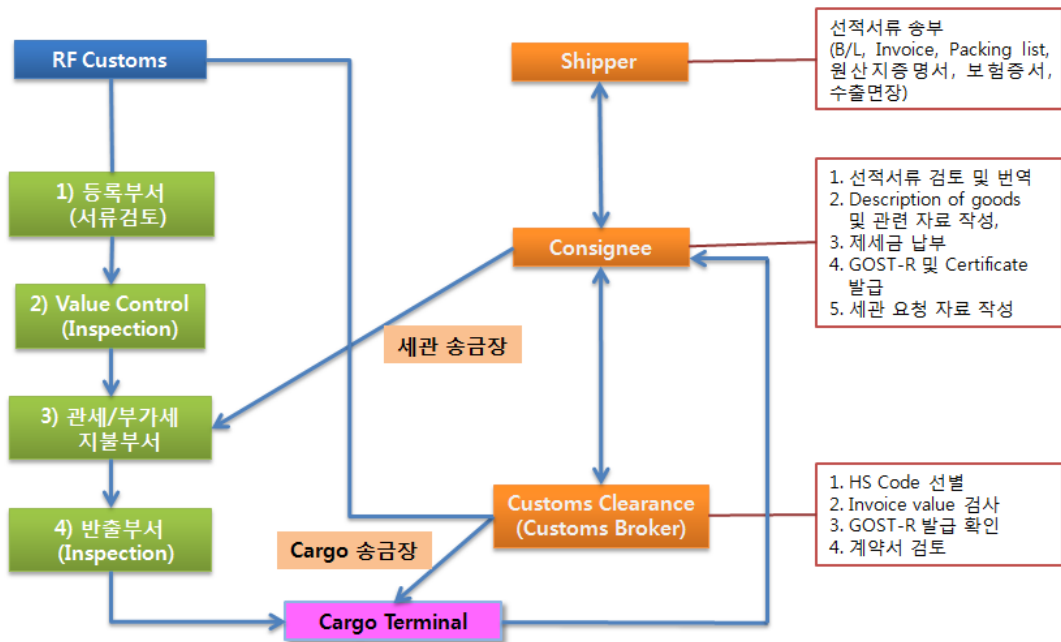 RF Customs
1) 등록부서
(서류검토)
2) Value Control
(Inspection)
3) 관세/부가세
지불부서
4) 반출부서
(Inspection)
세관 송금장
Cargo 송금장
Cargo Terminal
Shipper
Consignee
Customs Clearance
(Customs Broker)
선적서류 송부
(B/L, Invoice, Packing list,
원산지증명서, 보험증서,
수출면장)
1. 선적서류 검토 및 번역
2. Description of goods
및 관련 자료 작성,
3. 제세금 납부
4. GOST-R 및 Certificate
발급
5. 세관 요청 자료 작성
1. HS Code 선별
2. Invoice value 검사
3. GOST-R 발급 확인
4. 계약서 검토